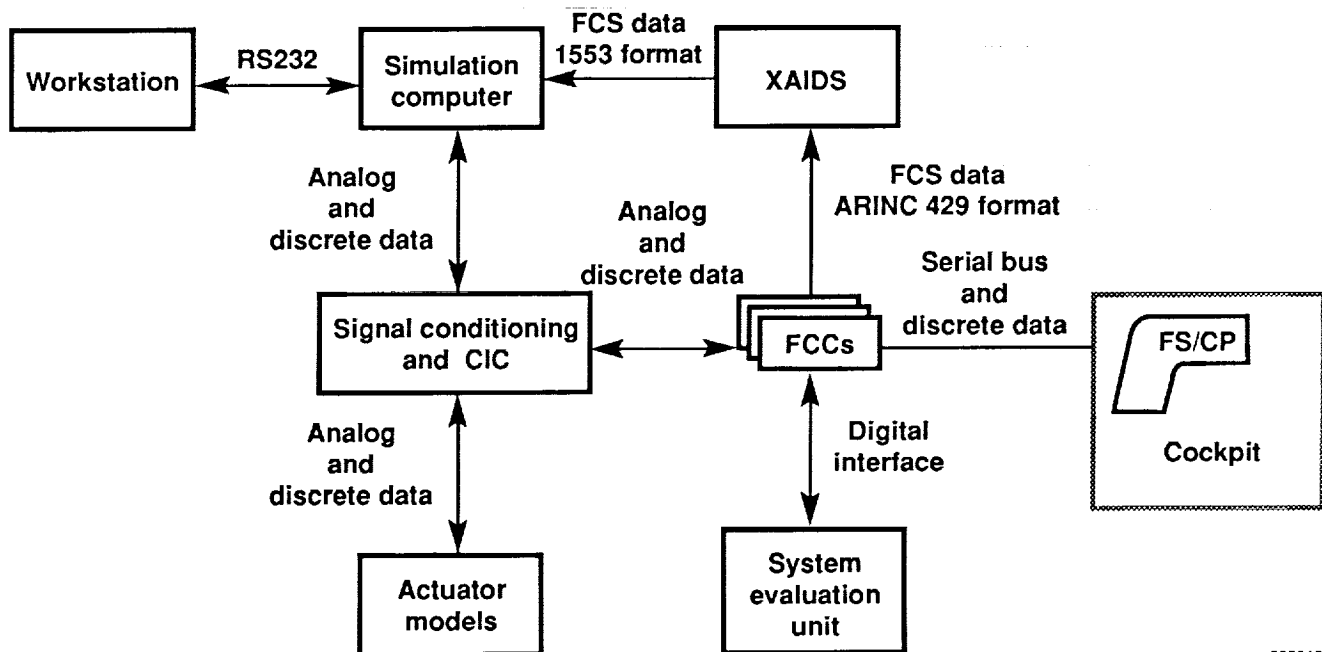 FCS data
1553 format
RS232
Workstation
Simulation
computer
XAIDS
Analog
and
discrete data
Analog
and
discrete data
FCS data
ARINC 429 format
Serial bus
and
discrete data
Signal conditioning
and CIC
FCCs
FS/CP
Cockpit
Analog
and
discrete data
Digital
interface
Actuator
models
System
evaluation
unit